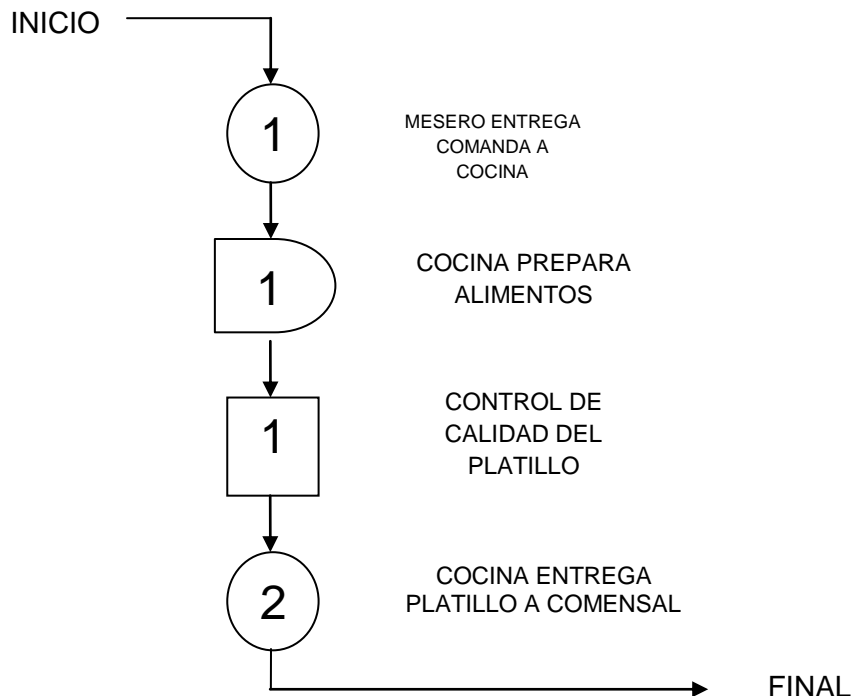 INICIO
1
MESERO ENTREGA
COMANDA A
COCINA
1
COCINA PREPARA
ALIMENTOS
1
CONTROL DE
CALIDAD DEL
PLATILLO
2
COCINA ENTREGA
PLATILLO A COMENSAL
FINAL